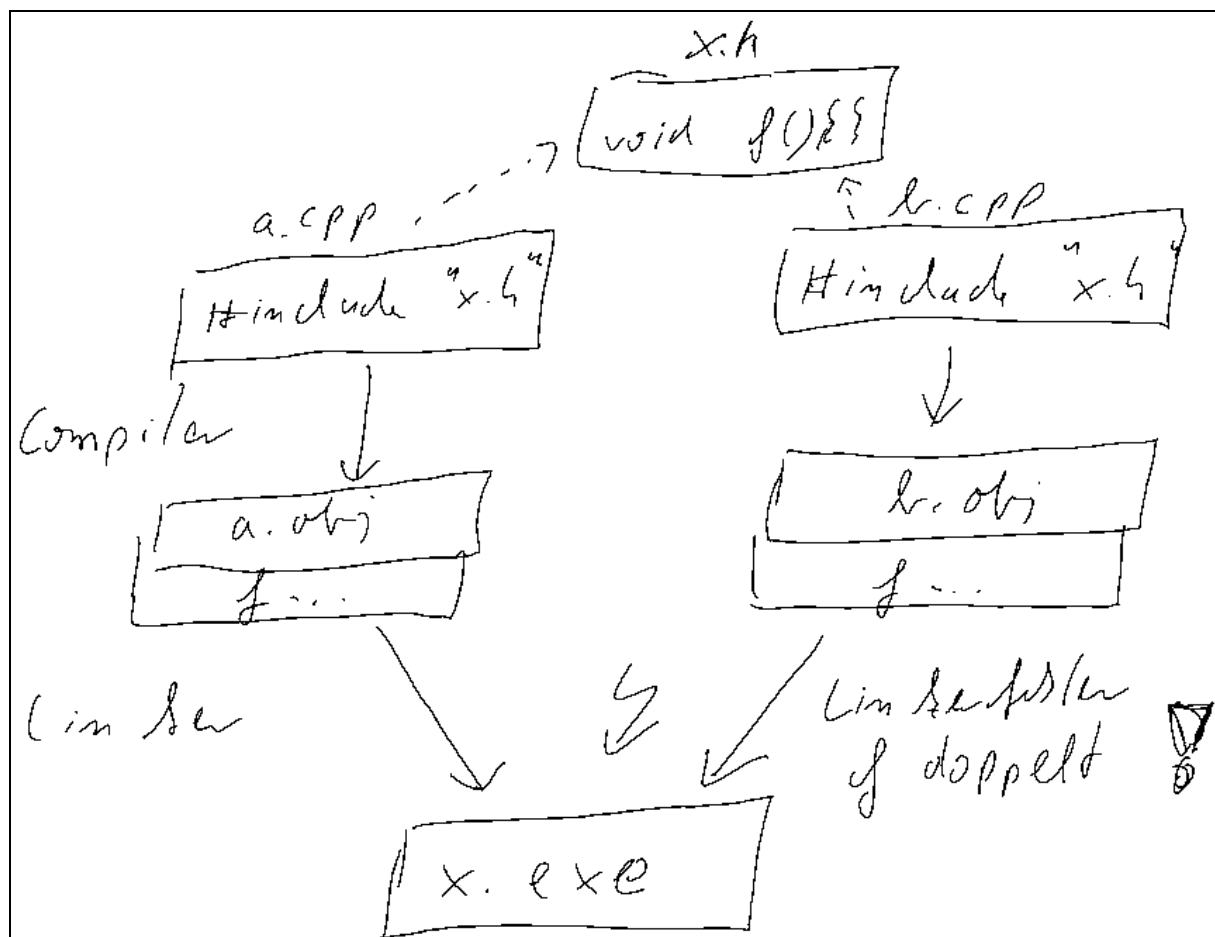 x.h
void f(){}
a.cpp
b.cpp
#include "x.h"
#include "x.h"
Compiler
a.obj
b.obj
f ...
f ...
Linker
Linkerfehler
f doppelt !
x.exe